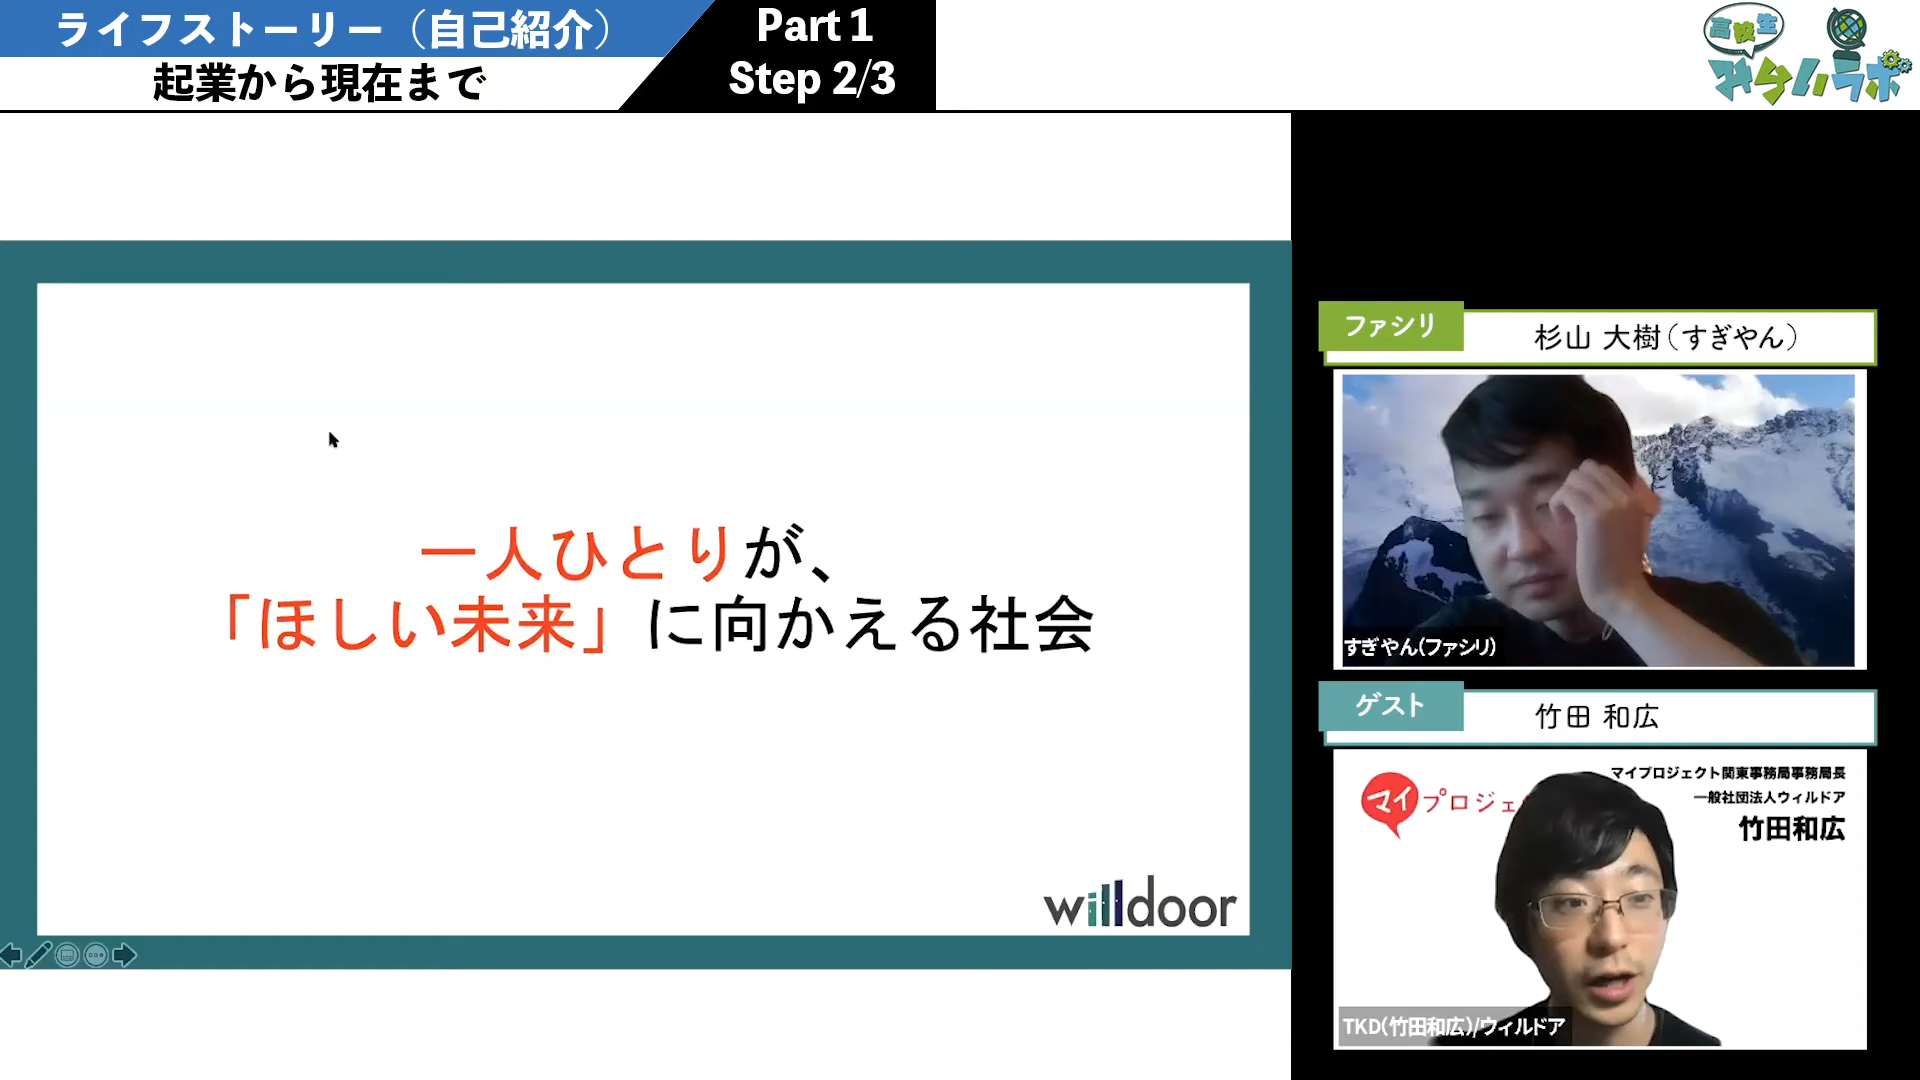 ライフストーリー（自己紹介）
起業から現在まで
Part 1
Step 2/3
高校生
みらいラボ
一人ひとりが、
「ほしい未来」に向かえる社会
willdoor
ファシリ
杉山 大樹（すぎやん）
すぎやん(ファシリ)
ゲスト
竹田 和広
マイプロジェ
マイプロジェクト関東事務局事務局長
一般社団法人ウィルドア
竹田和広
TKD(竹田和広)/ウィルドア